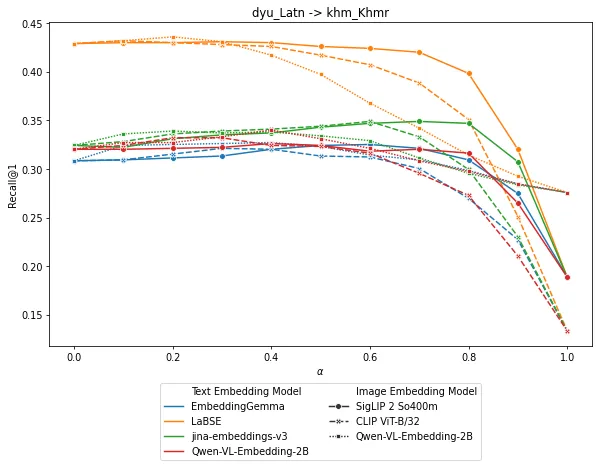 dyu_Latn -> khm_Khmr
0.45
0.40
0.35
0.30
0.25
0.20
0.15
Recall@1
0.0
0.2
0.4
0.6
0.8
1.0
α
Text Embedding Model
EmbeddingGemma
LaBSE
jina-embeddings-v3
Qwen-VL-Embedding-2B
Image Embedding Model
SigLIP 2 So400m
CLIP ViT-B/32
Qwen-VL-Embedding-2B